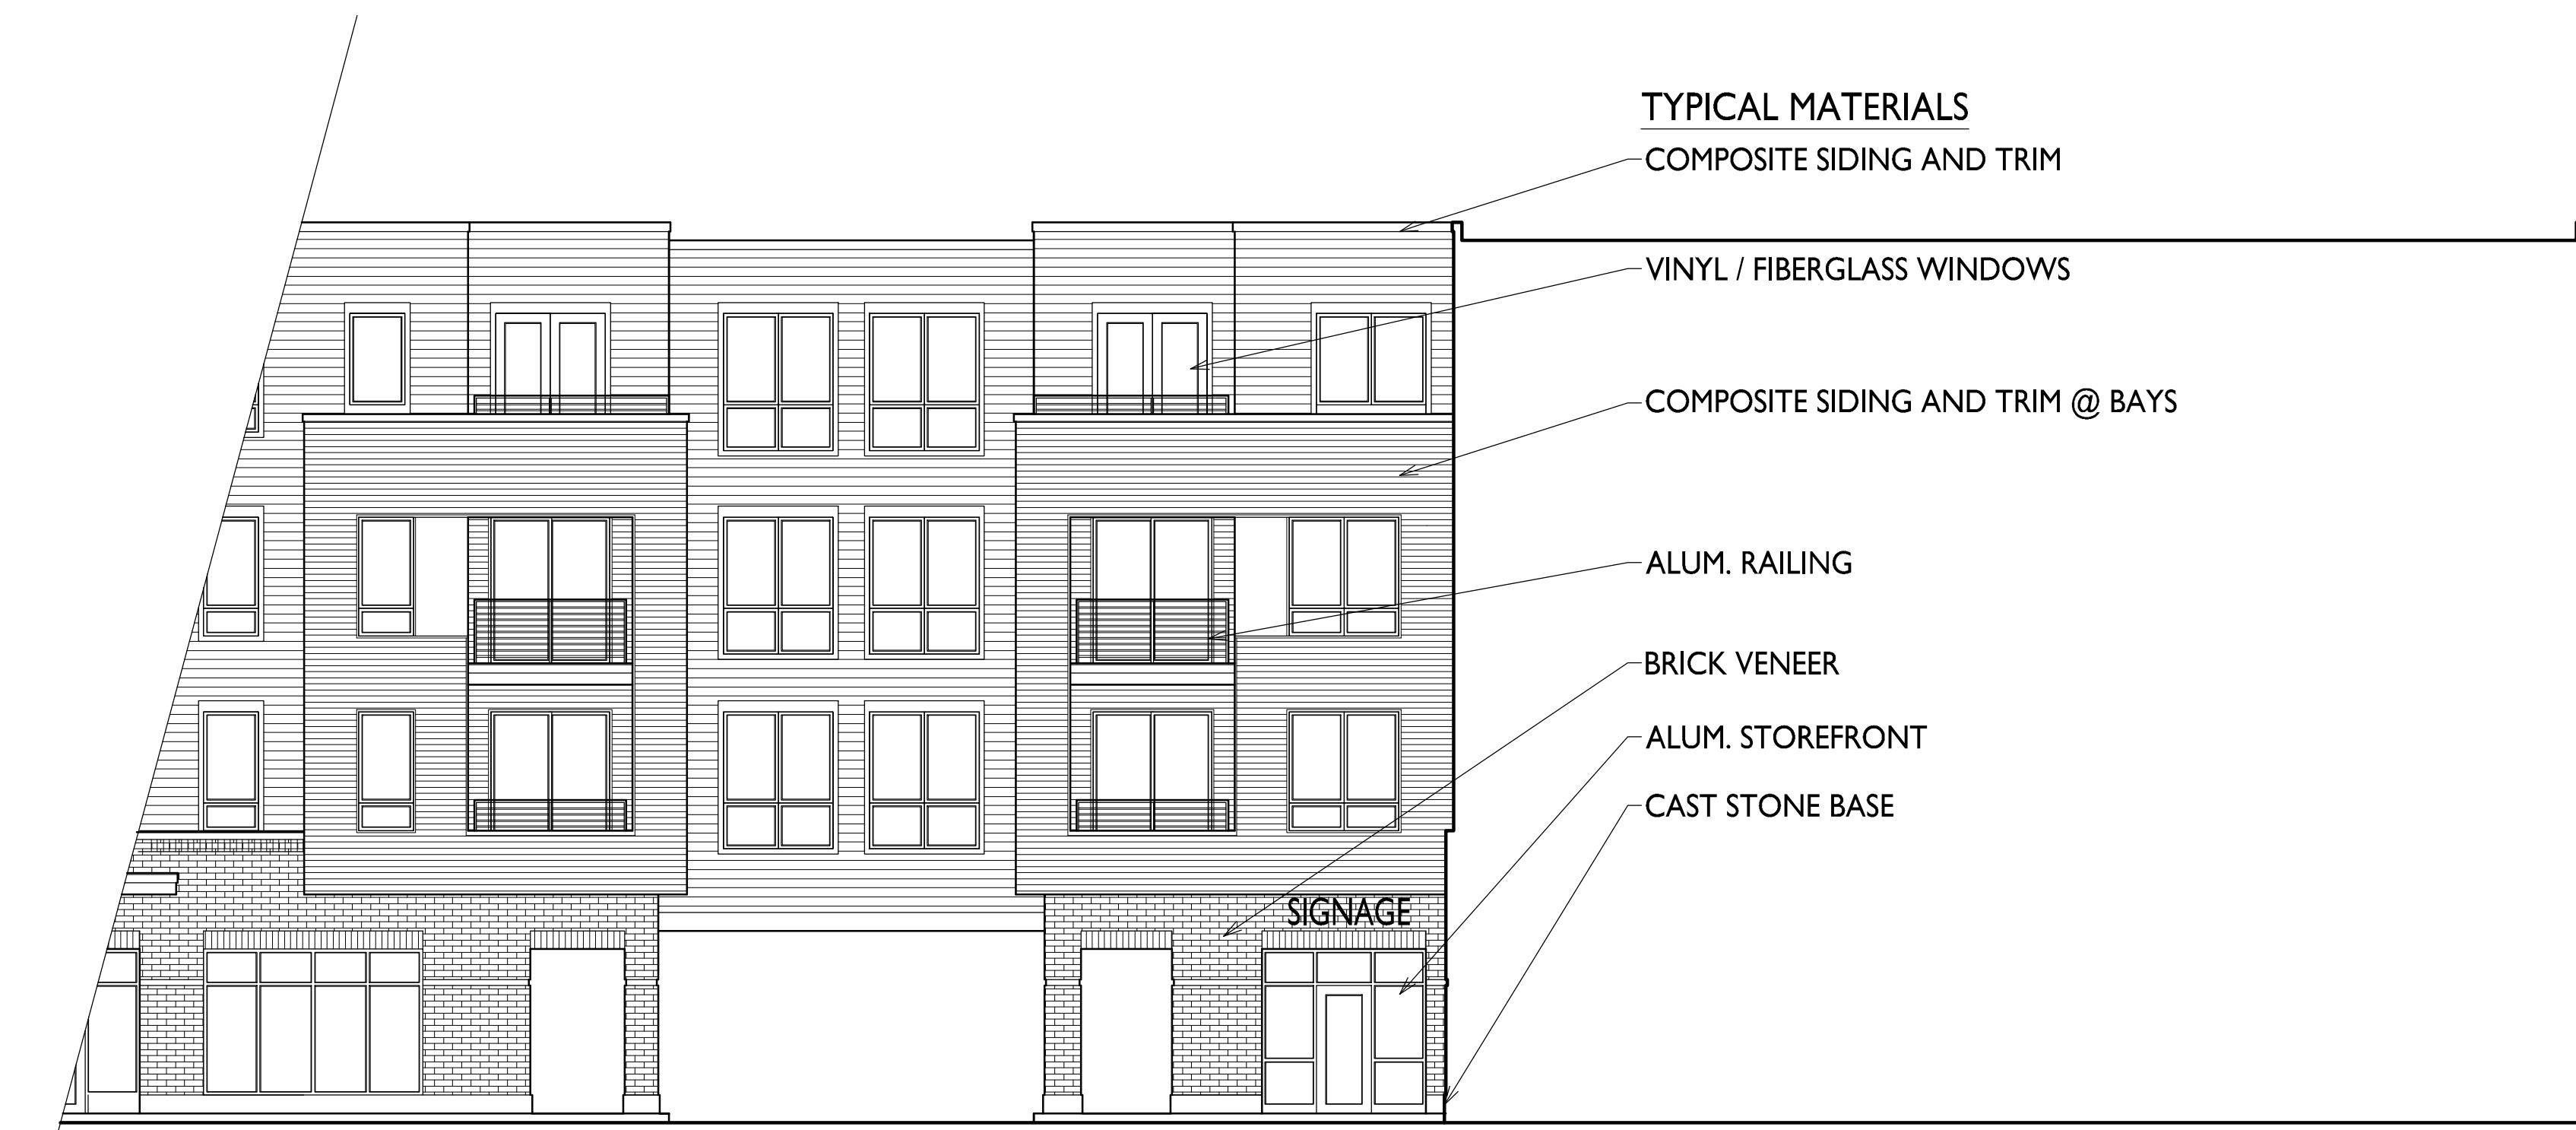 TYPICAL MATERIALS
COMPOSITE SIDING AND TRIM
VINYL / FIBERGLASS WINDOWS
COMPOSITE SIDING AND TRIM @ BAYS
ALUM. RAILING
BRICK VENEER
ALUM. STOREFRONT
CAST STONE BASE
SIGNAGE